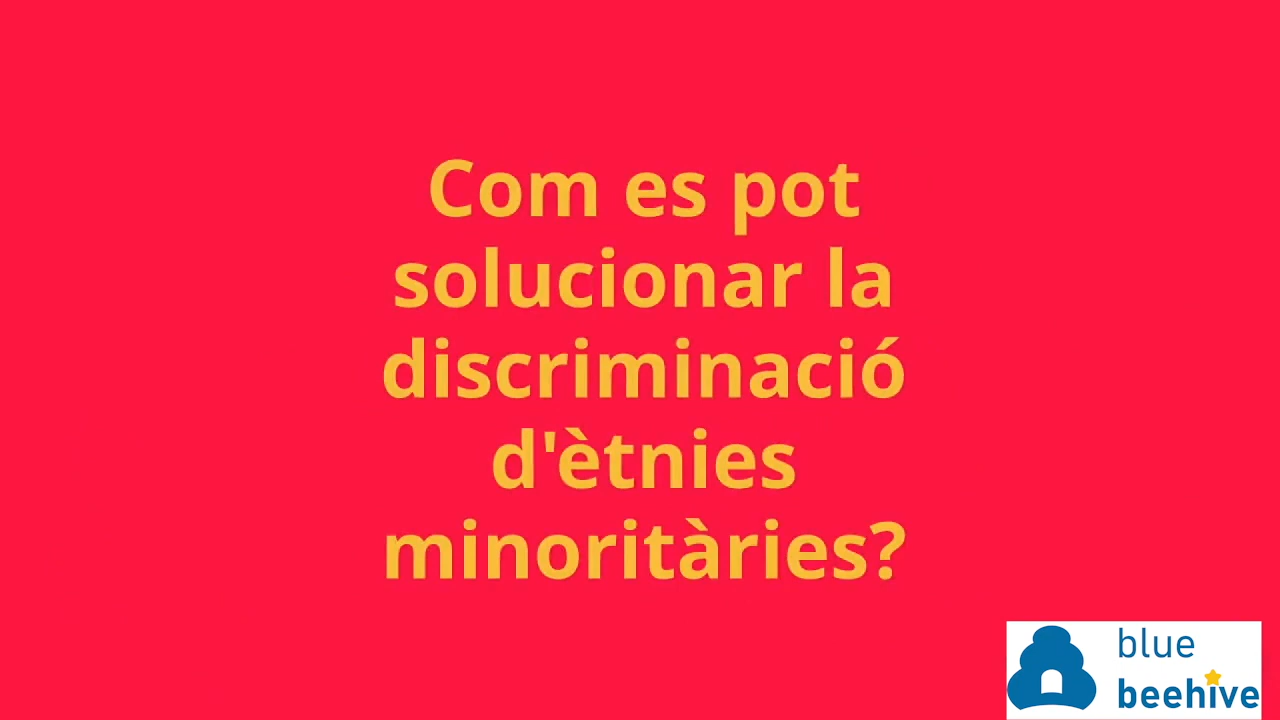 Com es pot
solucionar la
discriminació
d'ètnies
minoritàries?
blue
beehive